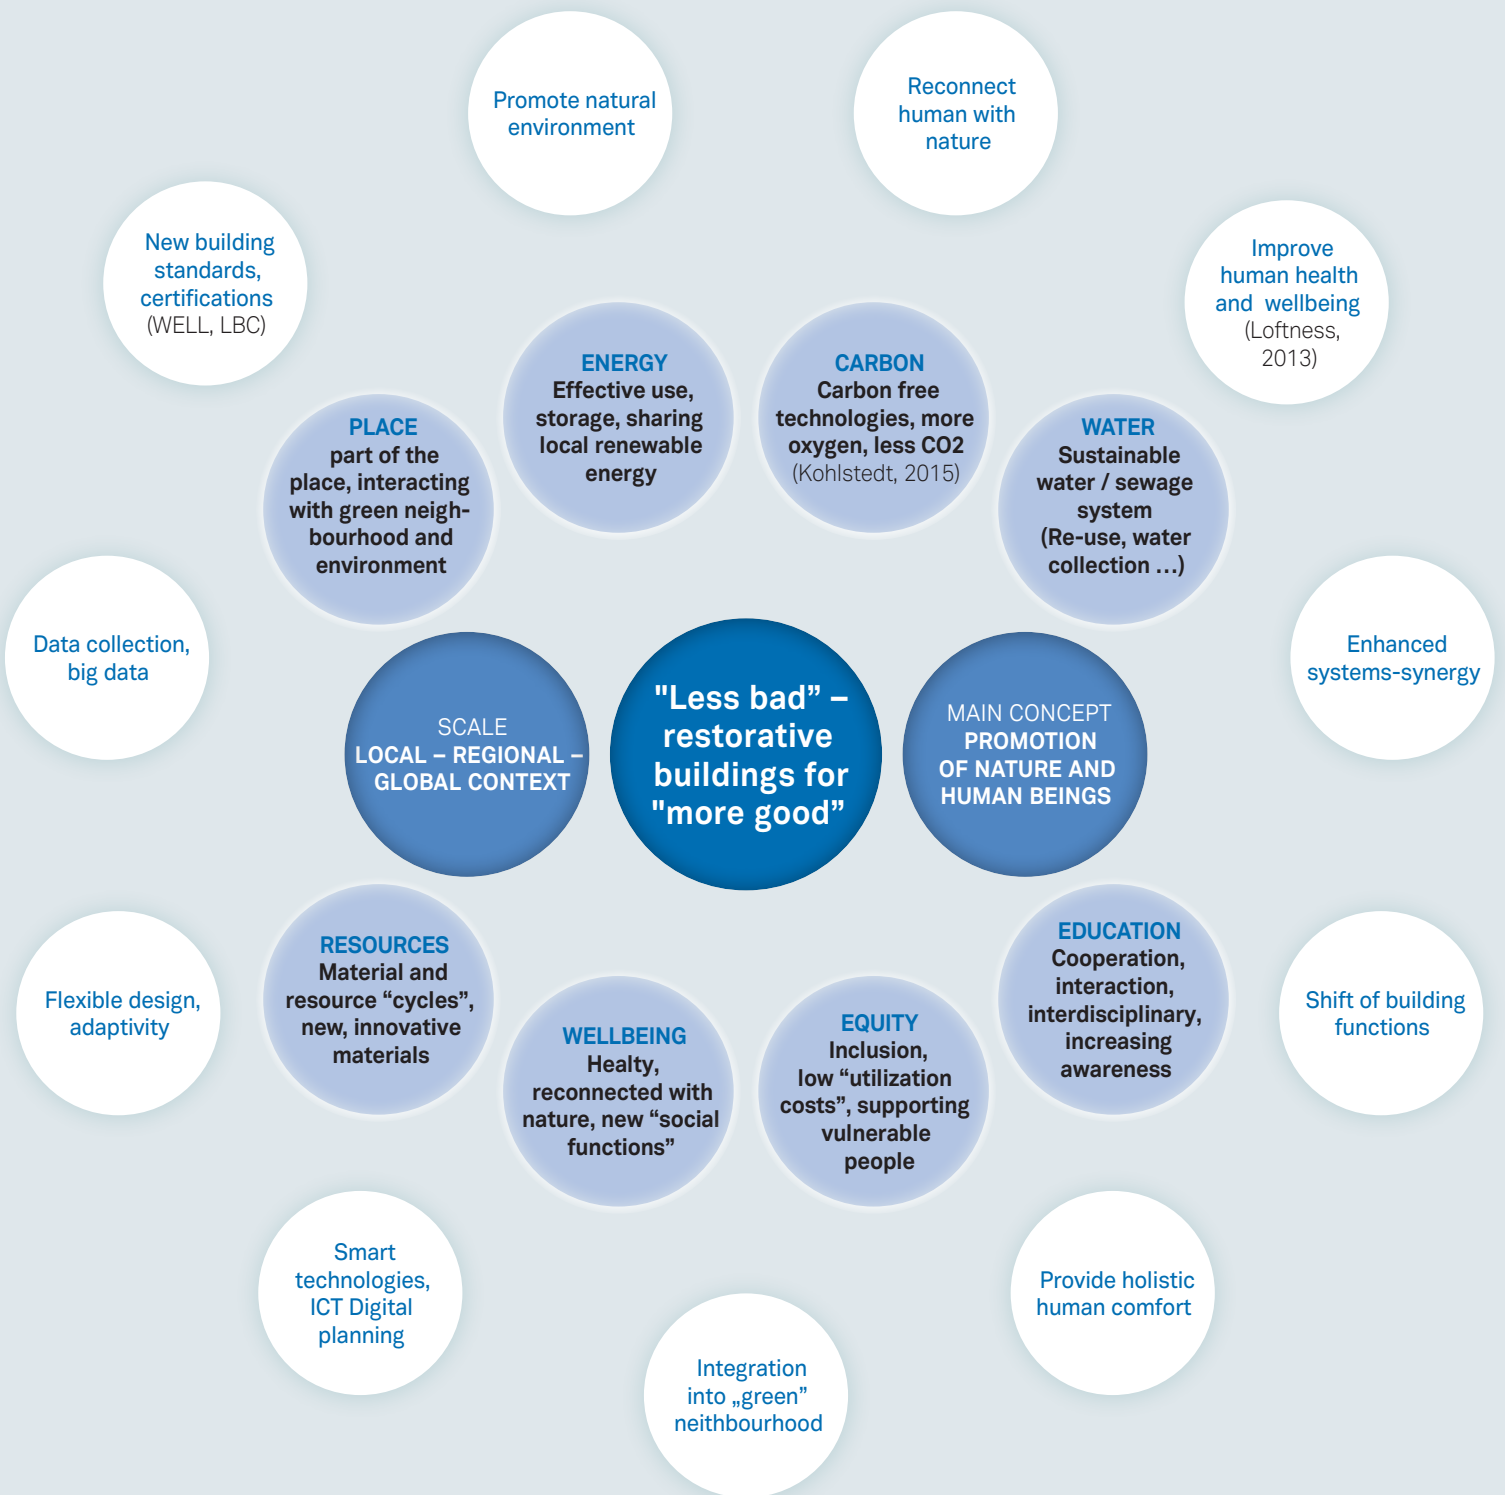 Promote natural
environment
Reconnect
human with
nature
New building
standards,
certifications
(WELL, LBC)
Improve
human health
and wellbeing
(Loftness,
2013)
ENERGY
Effective use,
storage, sharing
local renewable
energy
CARBON
Carbon free
technologies, more
oxygen, less CO2
(Kohlstedt, 2015)
PLACE
part of the
place, interacting
with green neigh-
bourhood and
environment
WATER
Sustainable
water / sewage
system
(Re-use, water
collection ...)
Data collection,
big data
Enhanced
systems-synergy
SCALE
LOCAL – REGIONAL –
GLOBAL CONTEXT
"Less bad” –
restorative
buildings for
"more good”
MAIN CONCEPT
PROMOTION
OF NATURE AND
HUMAN BEINGS
Flexible design,
adaptivity
RESOURCES
Material and
resource “cycles”,
new, innovative
materials
WELLBEING
Healty,
reconnected with
nature, new “social
functions”
EQUITY
Inclusion,
low “utilization
costs”, supporting
vulnerable
people
EDUCATION
Cooperation,
interaction,
interdisciplinary,
increasing
awareness
Shift of building
functions
Smart
technologies,
ICT Digital
planning
Integration
into „green”
neithbourhood
Provide holistic
human comfort